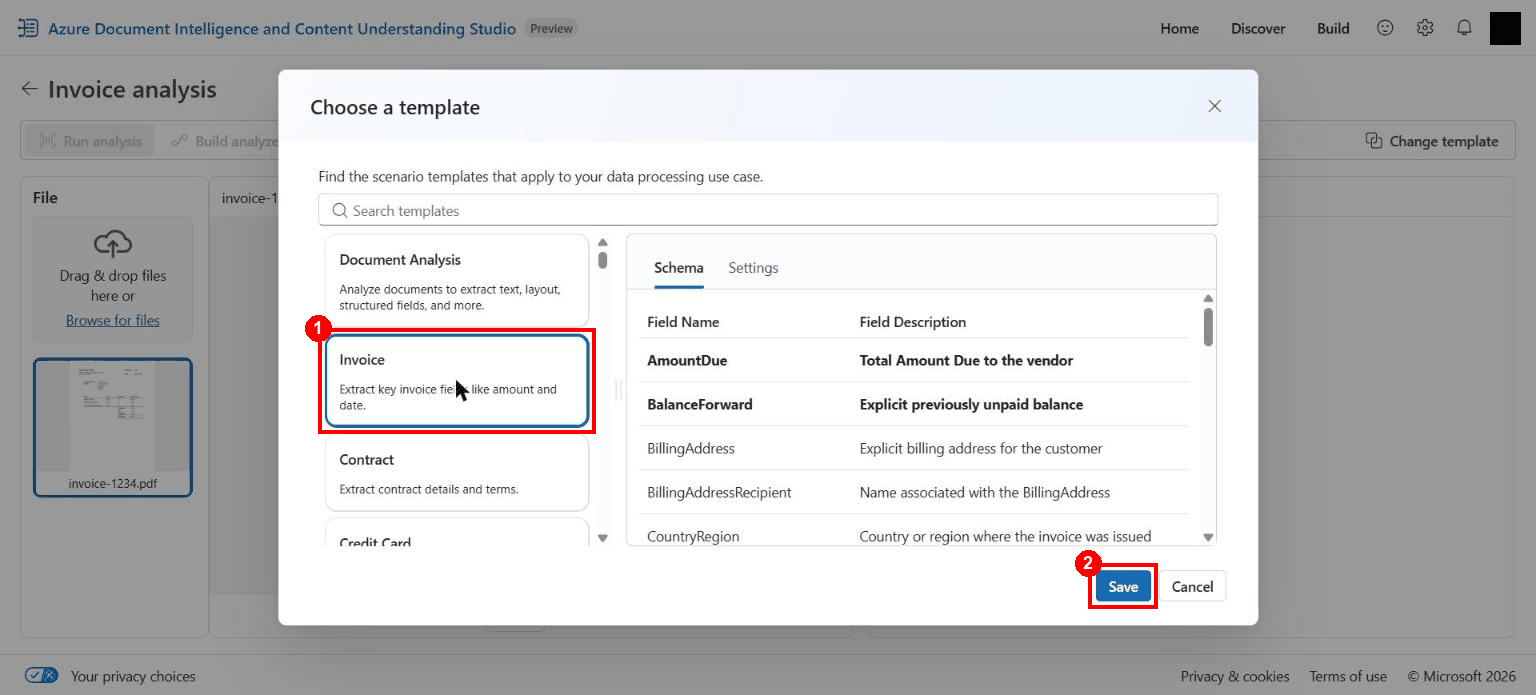 Azure Document Intelligence and Content Understanding Studio Preview
Home Discover Build
Invoice analysis
Run analysis Build analyze
Change template
File
invoice-1
Drag & drop files
here or
Browse for files
invoice-1234.pdf
Choose a template
Find the scenario templates that apply to your data processing use case.
Search templates
Document Analysis
Analyze documents to extract text, layout,
structured fields, and more.
1
Invoice
Extract key invoice like amount and
date.
Contract
Extract contract details and terms.
Credit Card
Schema Settings
Field Name Field Description
AmountDue Total Amount Due to the vendor
BalanceForward Explicit previously unpaid balance
BillingAddress Explicit billing address for the customer
BillingAddressRecipient Name associated with the BillingAddress
CountryRegion Country or region where the invoice was issued
2
Save Cancel
Your privacy choices
Privacy & cookies Terms of use © Microsoft 2026